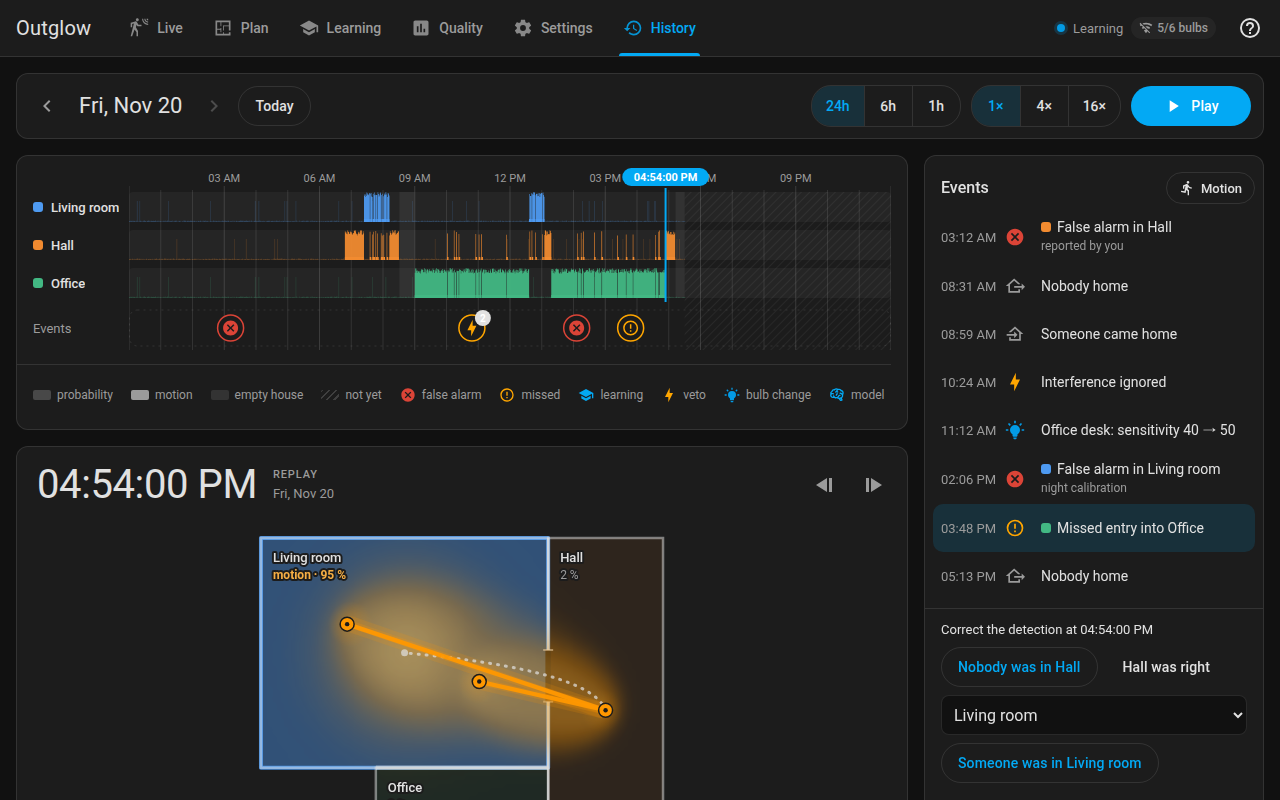 Outglow
Live
Plan
Learning
Quality
Settings
History
Learning
5/6 bulbs
Fri, Nov 20
Today
24h
6h
1h
1×
4×
16×
Play
03 AM
06 AM
09 AM
12 PM
03 PM
04:54:00 PM
09 PM
Living room
Hall
Office
Events
2
probability
motion
empty house
not yet
false alarm
missed
learning
veto
bulb change
model
04:54:00 PM
REPLAY
Fri, Nov 20
Living room
motion · 95 %
Hall
2 %
Office
Events
Motion
03:12 AM
False alarm in Hall
reported by you
08:31 AM
Nobody home
08:59 AM
Someone came home
10:24 AM
Interference ignored
11:12 AM
Office desk: sensitivity 40 → 50
02:06 PM
False alarm in Living room
night calibration
03:48 PM
Missed entry into Office
05:13 PM
Nobody home
Correct the detection at 04:54:00 PM
Nobody was in Hall
Hall was right
Living room
Someone was in Living room